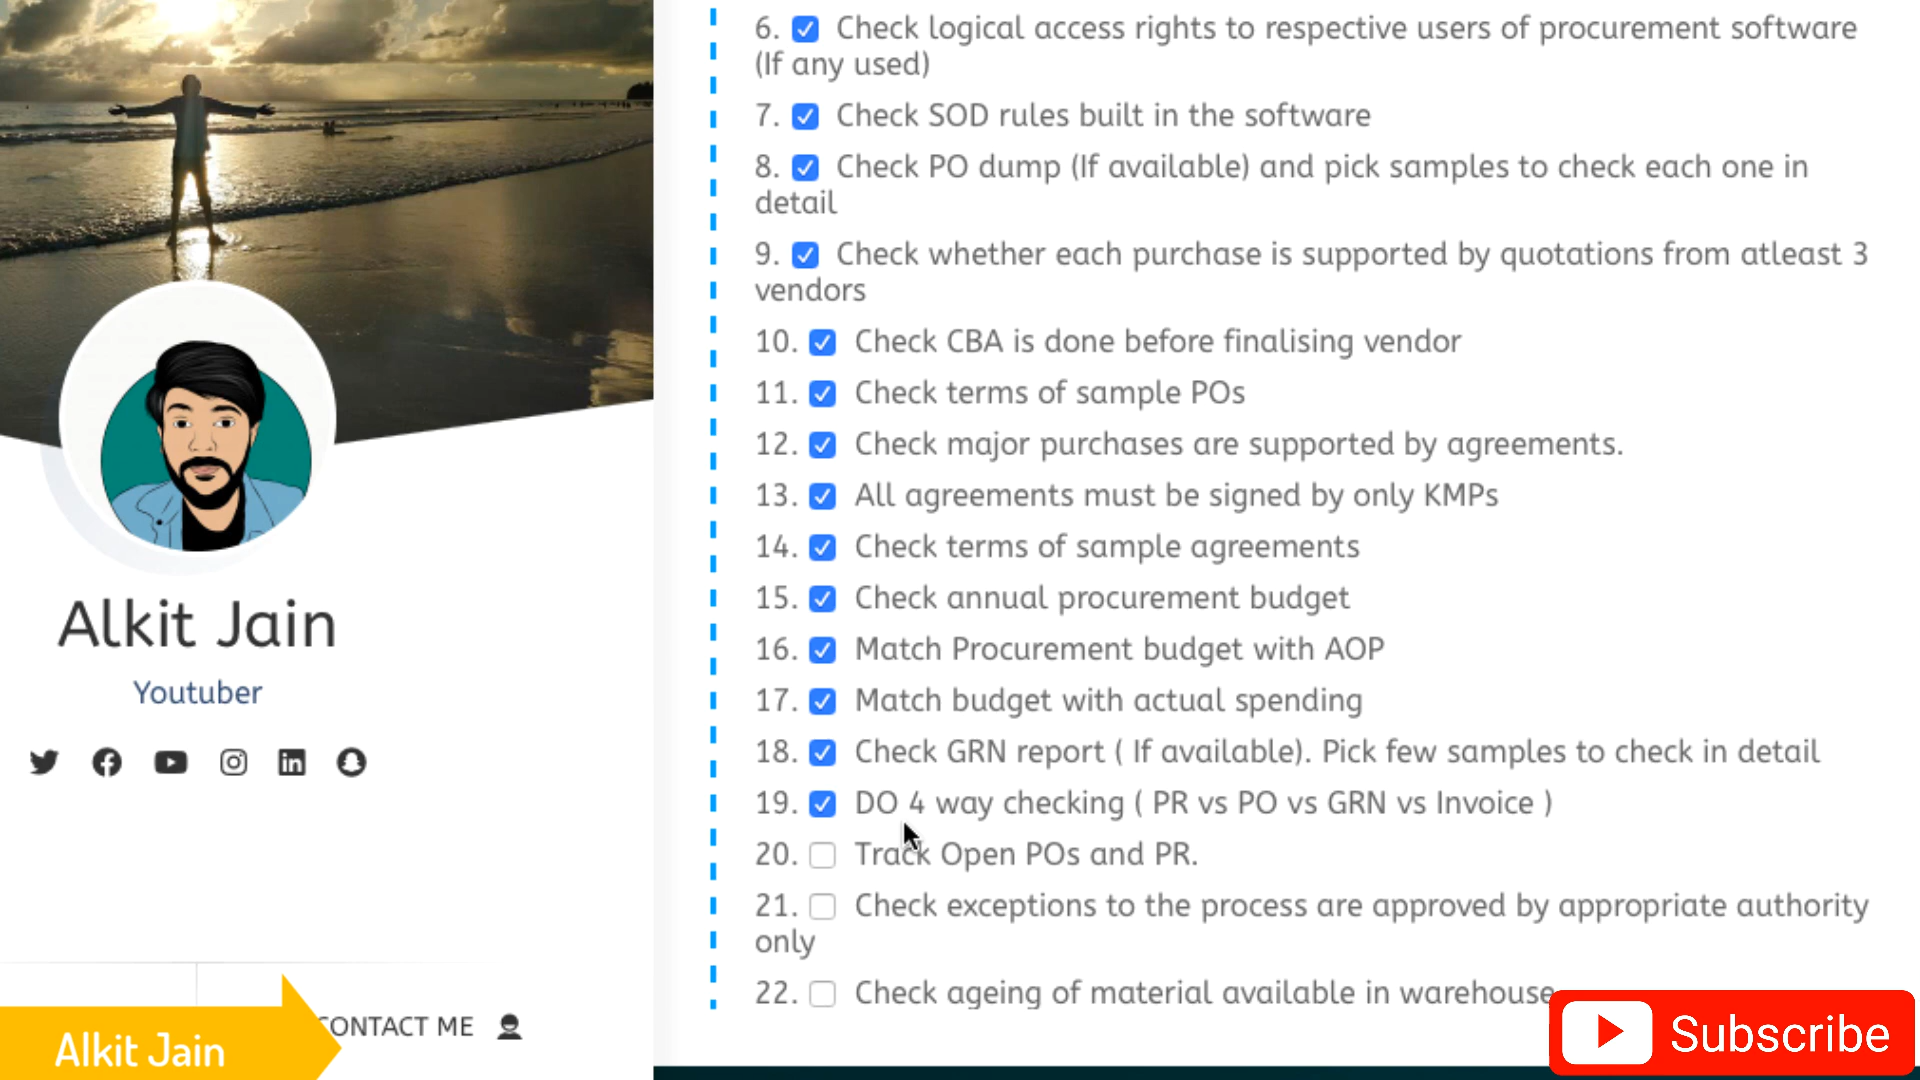 6. Check logical access rights to respective users of procurement software
(If any used)
7. Check SOD rules built in the software
8. Check PO dump (If available) and pick samples to check each one in
detail
9. Check whether each purchase is supported by quotations from atleast 3
vendors
10. Check CBA is done before finalising vendor
11. Check terms of sample POs
12. Check major purchases are supported by agreements.
13. All agreements must be signed by only KMPs
14. Check terms of sample agreements
15. Check annual procurement budget
16. Match Procurement budget with AOP
17. Match budget with actual spending
18. Check GRN report ( If available). Pick few samples to check in detail
19. DO 4 way checking ( PR vs PO vs GRN vs Invoice )
20. Track Open POs and PR.
21. Check exceptions to the process are approved by appropriate authority
only
22. Check ageing of material available in warehouse
Alkit Jain
Youtuber
CONTACT ME
Alkit Jain
Subscribe